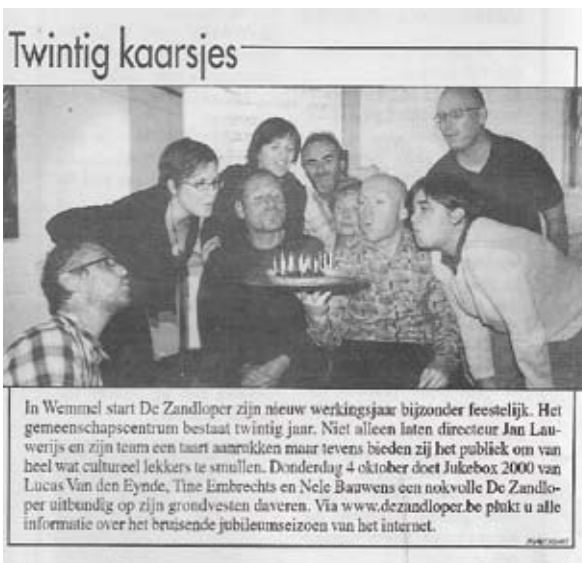 Twintig kaarsjes
In Wemmel start De Zandloper zijn nieuw werkingsjaar bijzonder feestelijk. Het
gemeenschapscentrum bestaat twintig jaar. Niet alleen laten directeur Jan Lau-
werijs en zijn team een taart aanrukken maar tevens bieden zij het publiek om van
heel wat cultureel lekkers te smullen. Donderdag 4 oktober doet Jukebox 2000 van
Lucas Van den Eynde, Tine Embrechts en Nele Bauwens een nokvolle De Zandlo-
per uitbundig op zijn grondvesten daveren. Via www.dezandloper.be plukt u alle
informatie over het bruisende jubileumseizoen van het internet.